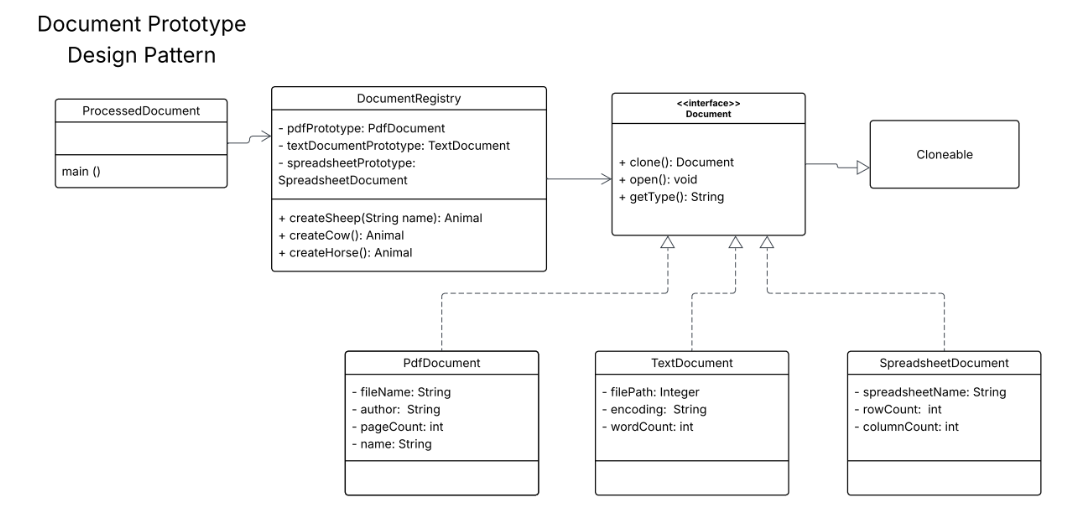 Document Prototype
Design Pattern
ProcessedDocument
main ()
DocumentRegistry
- pdfPrototype: PdfDocument
- textDocumentPrototype: TextDocument
- spreadsheetPrototype:
SpreadsheetDocument
+ createSheep(String name): Animal
+ createCow(): Animal
+ createHorse(): Animal
<<interface>>
Document
+ clone(): Document
+ open(): void
+ getType(): String
Cloneable
PdfDocument
- fileName: String
- author:  String
- pageCount: int
- name: String
TextDocument
- filePath: Integer
- encoding:  String
- wordCount: int
SpreadsheetDocument
- spreadsheetName: String
- rowCount:  int
- columnCount: int